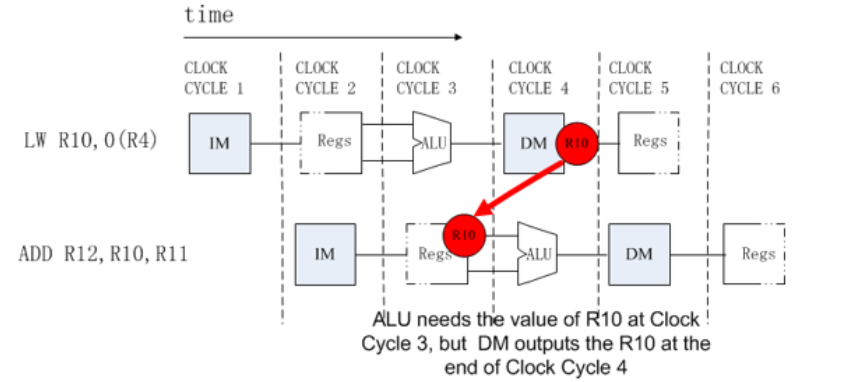 time
CLOCK CYCLE 1
CLOCK CYCLE 2
CLOCK CYCLE 3
CLOCK CYCLE 4
CLOCK CYCLE 5
CLOCK CYCLE 6
LW R10,0(R4)
IM
Regs
ALU
DM
R10
Regs
ADD R12,R10,R11
IM
Regs
R10
ALU
DM
Regs
ALU needs the value of R10 at Clock
Cycle 3, but DM outputs the R10 at the
end of Clock Cycle 4